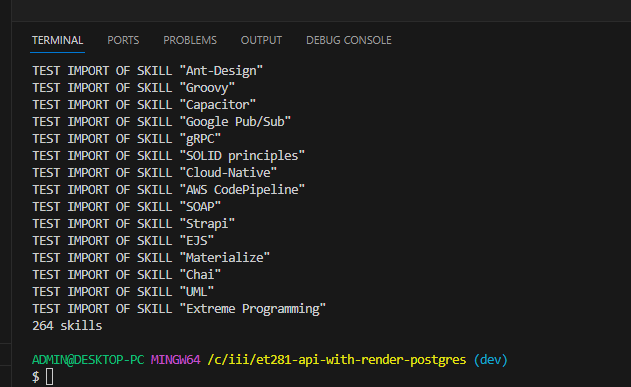 TERMINAL PORTS PROBLEMS OUTPUT DEBUG CONSOLE
TEST IMPORT OF SKILL "Ant-Design"
TEST IMPORT OF SKILL "Groovy"
TEST IMPORT OF SKILL "Capacitor"
TEST IMPORT OF SKILL "Google Pub/Sub"
TEST IMPORT OF SKILL "gRPC"
TEST IMPORT OF SKILL "SOLID principles"
TEST IMPORT OF SKILL "Cloud-Native"
TEST IMPORT OF SKILL "AWS CodePipeline"
TEST IMPORT OF SKILL "SOAP"
TEST IMPORT OF SKILL "Strapi"
TEST IMPORT OF SKILL "EJS"
TEST IMPORT OF SKILL "Materialize"
TEST IMPORT OF SKILL "Chai"
TEST IMPORT OF SKILL "UML"
TEST IMPORT OF SKILL "Extreme Programming"
264 skills
ADMIN@DESKTOP-PC MINGW64 /c/iii/et281-api-with-render-postgres (dev)
$